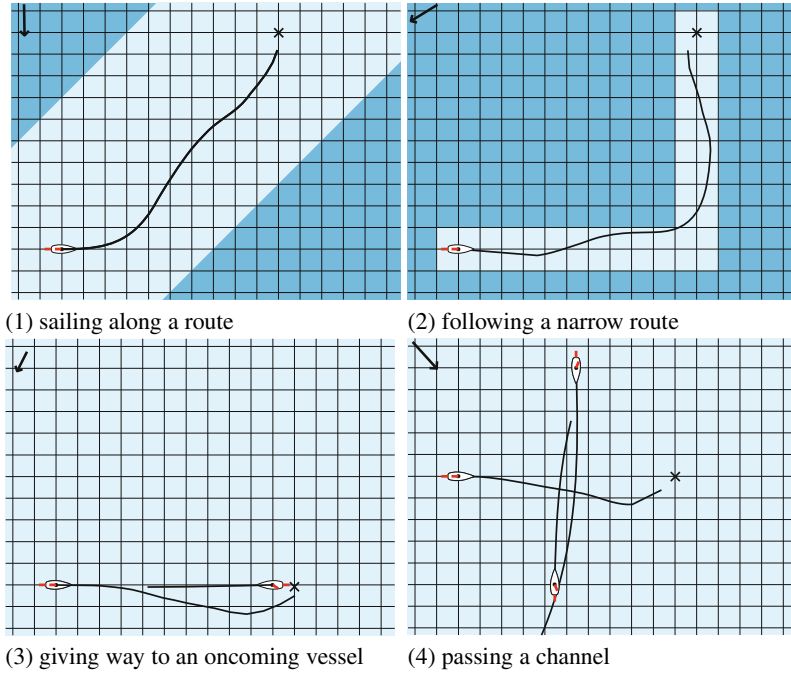 (1) sailing along a route
(2) following a narrow route
(3) giving way to an oncoming vessel
(4) passing a channel